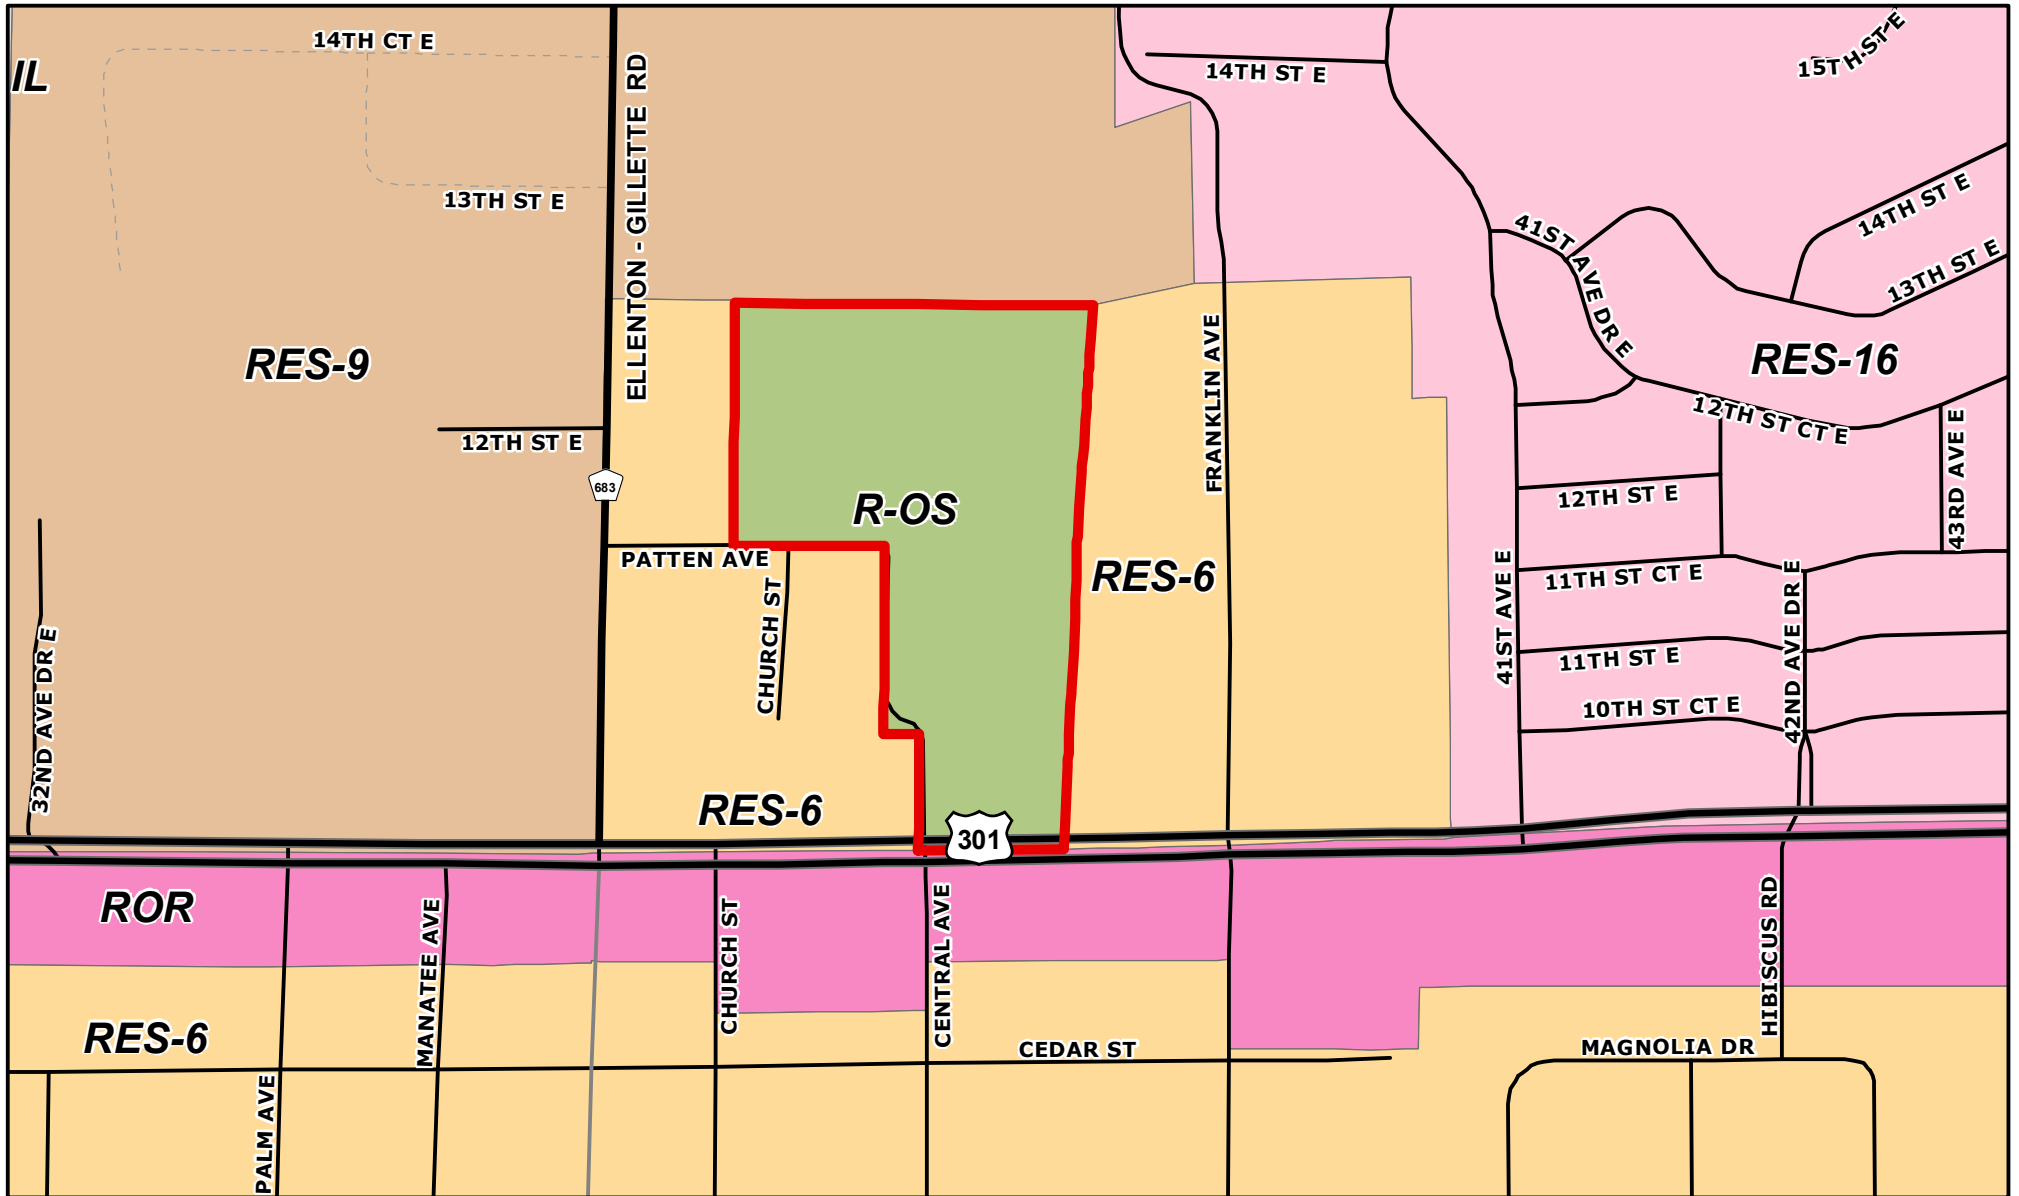 14TH CT E
14TH ST E
15TH ST E
IL
ELLENTON - GILLETTE RD
13TH ST E
14TH ST E
41ST AVE DR E
13TH ST E
RES-9
FRANKLIN AVE
RES-16
12TH ST CT E
12TH ST E
43RD AVE E
683
12TH ST E
R-OS
PATTEN AVE
CHURCH ST
RES-6
41ST AVE E
11TH ST CT E
42ND AVE DR E
11TH ST E
32ND AVE DR E
10TH ST CT E
RES-6
301
ROR
MANATEE AVE
CHURCH ST
CENTRAL AVE
HIBISCUS RD
RES-6
CEDAR ST
MAGNOLIA DR
PALM AVE